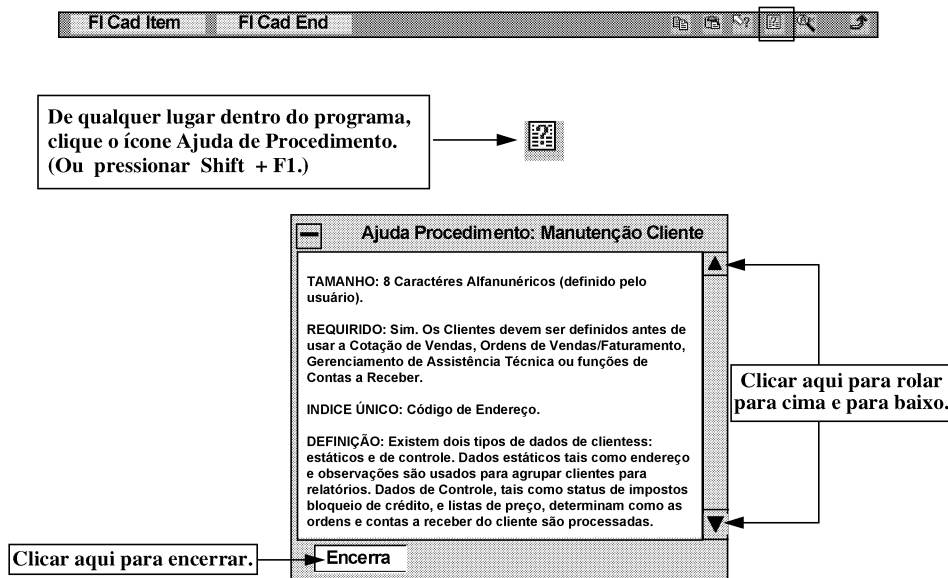 Fl Cad Item Fl Cad End
De qualquer lugar dentro do programa,
clique o ícone Ajuda de Procedimento.
(Ou pressionar Shift + F1.)
Ajuda Procedimento: Manutenção Cliente
TAMANHO: 8 Caractéres Alfanunéricos (definido pelo
usuário).
REQUIRIDO: Sim. Os Clientes devem ser definidos antes de
usar a Cotação de Vendas, Ordens de Vendas/Faturamento,
Gerenciamento de Assistência Técnica ou funções de
Contas a Receber.
INDICE ÚNICO: Código de Endereço.
DEFINIÇÃO: Existem dois tipos de dados de clientess:
estáticos e de controle. Dados estáticos tais como endereço
e observações são usados para agrupar clientes para
relatórios. Dados de Controle, tais como status de impostos
bloqueio de crédito, e listas de preço, determinam como as
ordens e contas a receber do cliente são processadas.
Clicar aqui para rolar
para cima e para baixo.
Clicar aqui para encerrar.
Encerra